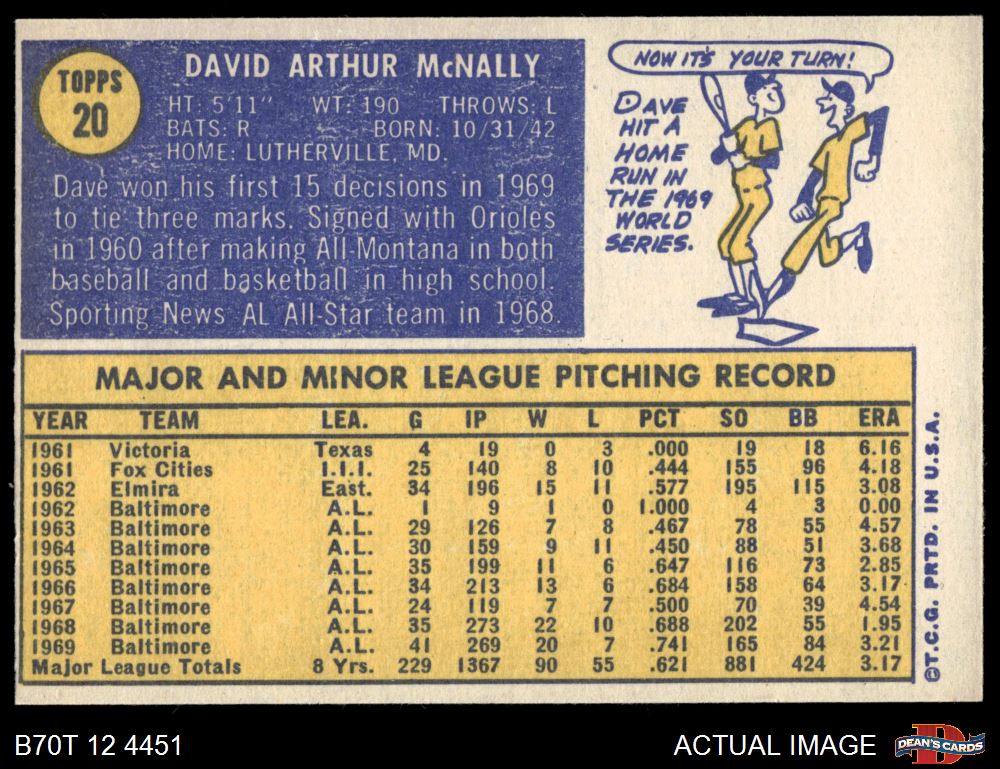 TOPPS
20
DAVID ARTHUR McNALLY
HT: 5'11" WT: 190 THROWS: L
BATS: R BORN: 10/31/42
HOME: LUTHERVILLE, MD.
Dave won his first 15 decisions in 1969
to tie three marks. Signed with Orioles
in 1960 after making All-Montana in both
baseball and basketball in high school.
Sporting News AL All-Star team in 1968.
NOW IT'S YOUR TURN!
DAVE
HIT A
HOME
RUN IN
THE 1969
WORLD
SERIES.
MAJOR AND MINOR LEAGUE PITCHING RECORD
YEAR TEAM LEA. G IP W L PCT SO BB ERA
1961 Victoria Texas 4 19 0 3 .000 19 18 6.16
1961 Fox Cities I.I.I. 25 140 8 10 .444 155 96 4.18
1962 Elmira East. 34 196 15 11 .577 195 115 3.08
1962 Baltimore A.L. 1 9 1 0 1.000 4 3 0.00
1963 Baltimore A.L. 29 126 7 8 .467 78 55 4.57
1964 Baltimore A.L. 30 159 9 11 .450 88 51 3.68
1965 Baltimore A.L. 35 199 11 6 .647 116 73 2.85
1966 Baltimore A.L. 34 213 13 6 .684 158 64 3.17
1967 Baltimore A.L. 24 119 7 7 .500 70 39 4.54
1968 Baltimore A.L. 35 273 22 10 .688 202 55 1.95
1969 Baltimore A.L. 41 269 20 7 .741 165 84 3.21
Major League Totals 8 Yrs. 229 1367 90 55 .621 881 424 3.17
©T.C.G. PRTD. IN U.S.A.
B70T 12 4451
ACTUAL IMAGE
D
DEAN'S CARDS